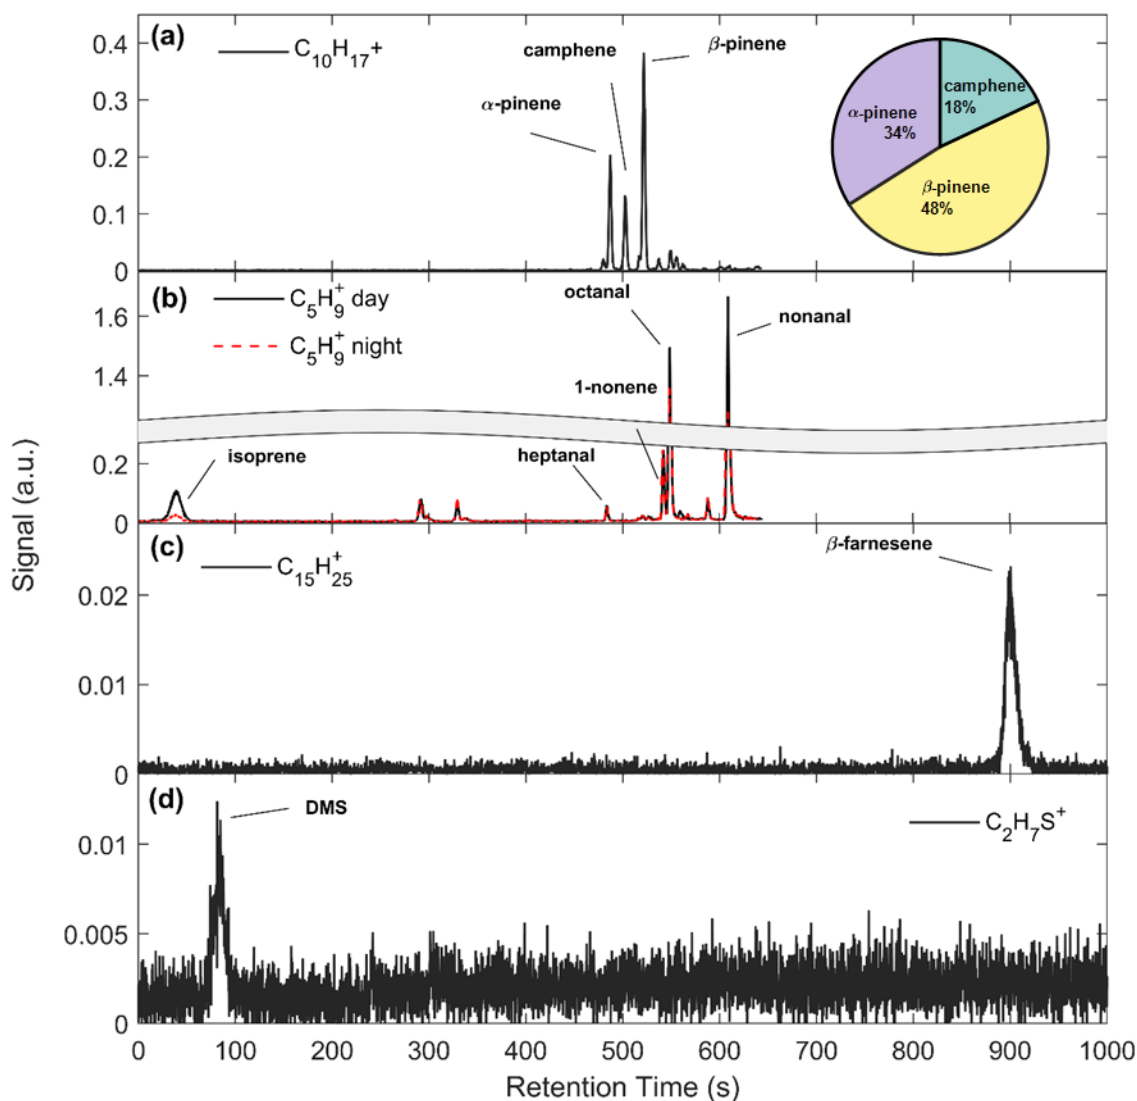 (a)
C10H17+
camphene
β-pinene
α-pinene
α-pinene
34%
camphene
18%
β-pinene
48%
0.4
0.3
0.2
0.1
0
(b)
C5H9+ day
C5H9+ night
octanal
nonanal
1-nonene
isoprene
heptanal
1.6
1.4
0.2
0
Signal (a.u.)
(c)
C15H25+
β-farnesene
0.02
0.01
0
(d)
DMS
C2H7S+
0.01
0.005
0
0 100 200 300 400 500 600 700 800 900 1000
Retention Time (s)